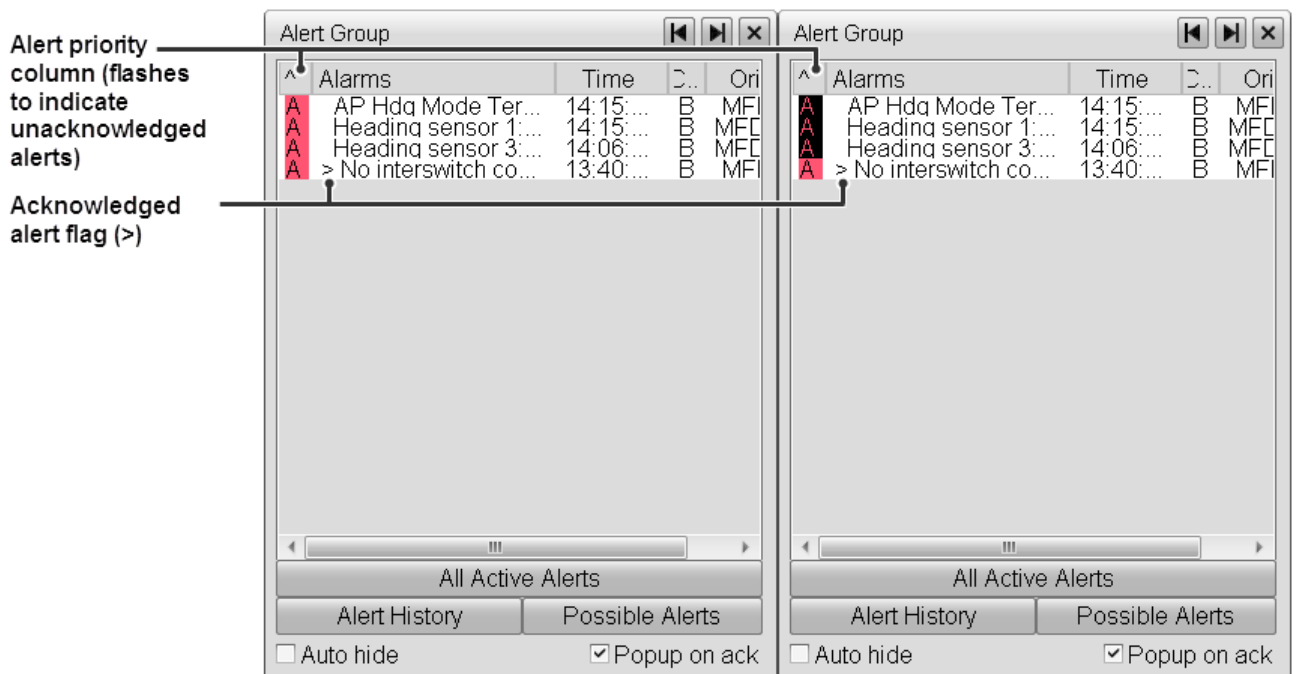 Alert priority
column (flashes
to indicate
unacknowledged
alerts)
Acknowledged
alert flag (>)
Alert Group
^ Alarms Time C.. Ori
A AP Hdg Mode Ter... 14:15:... B MFI
A Heading sensor 1:... 14:15:... B MFD
A Heading sensor 3:... 14:06:... B MFD
A > No interswitch co... 13:40:... B MFI
All Active Alerts
Alert History Possible Alerts
Auto hide Popup on ack
Alert Group
^ Alarms Time C.. Ori
A AP Hdg Mode Ter... 14:15:... B MFI
A Heading sensor 1:... 14:15:... B MFD
A Heading sensor 3:... 14:06:... B MFD
A > No interswitch co... 13:40:... B MFI
All Active Alerts
Alert History Possible Alerts
Auto hide Popup on ack